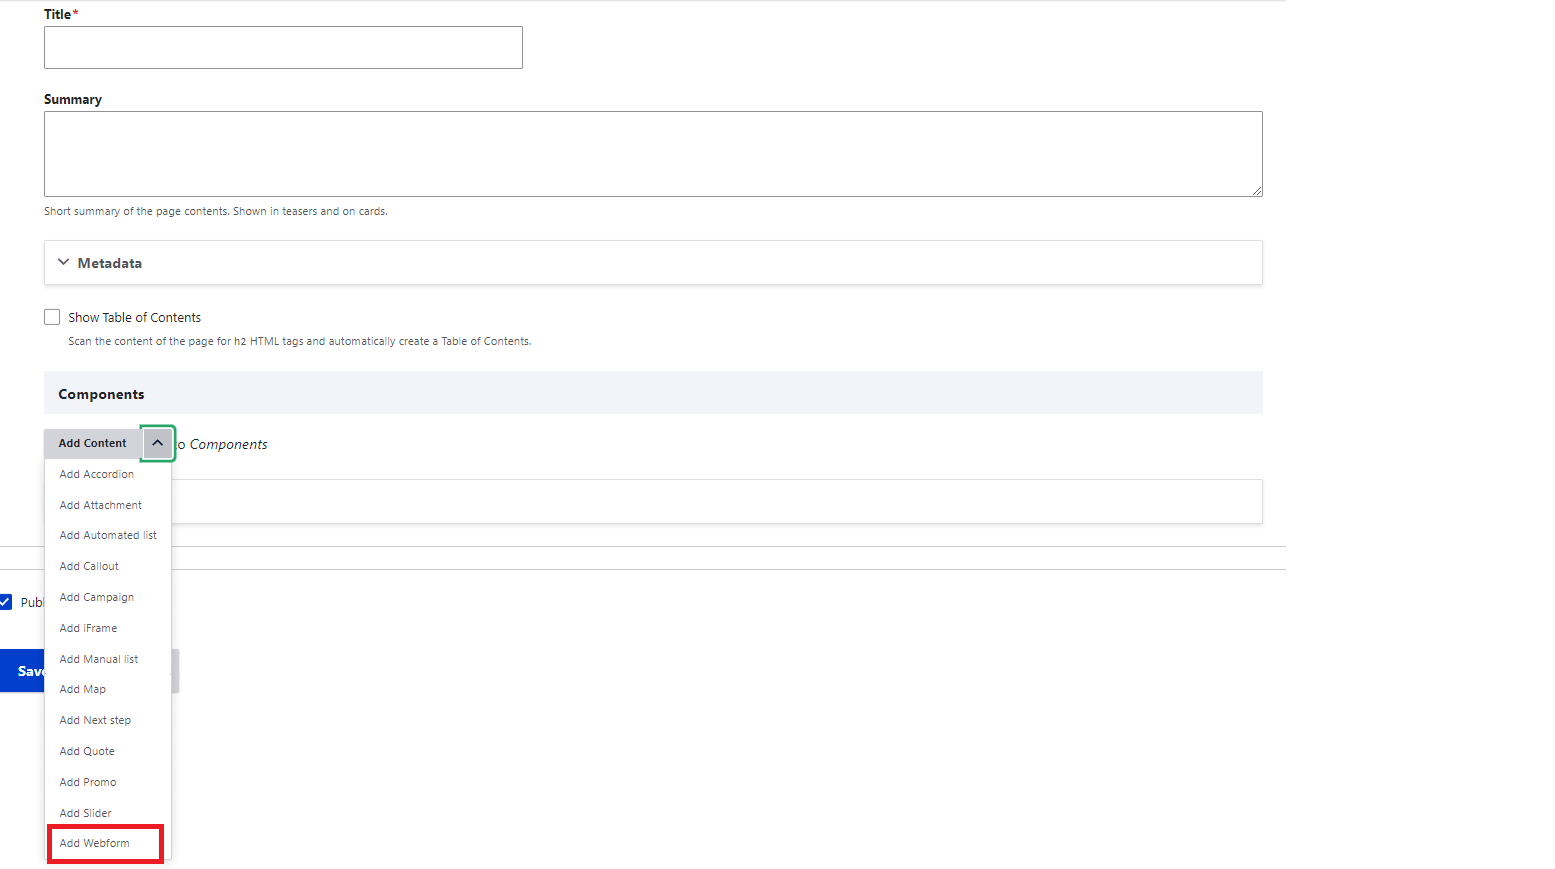 Title*
Summary
Short summary of the page contents. Shown in teasers and on cards.
Metadata
Show Table of Contents
Scan the content of the page for h2 HTML tags and automatically create a Table of Contents.
Components
Add Content
to Components
Add Accordion
Add Attachment
Add Automated list
Add Callout
Add Campaign
Publ
Add iFrame
Add Manual list
Save
Add Map
Add Next step
Add Quote
Add Promo
Add Slider
Add Webform